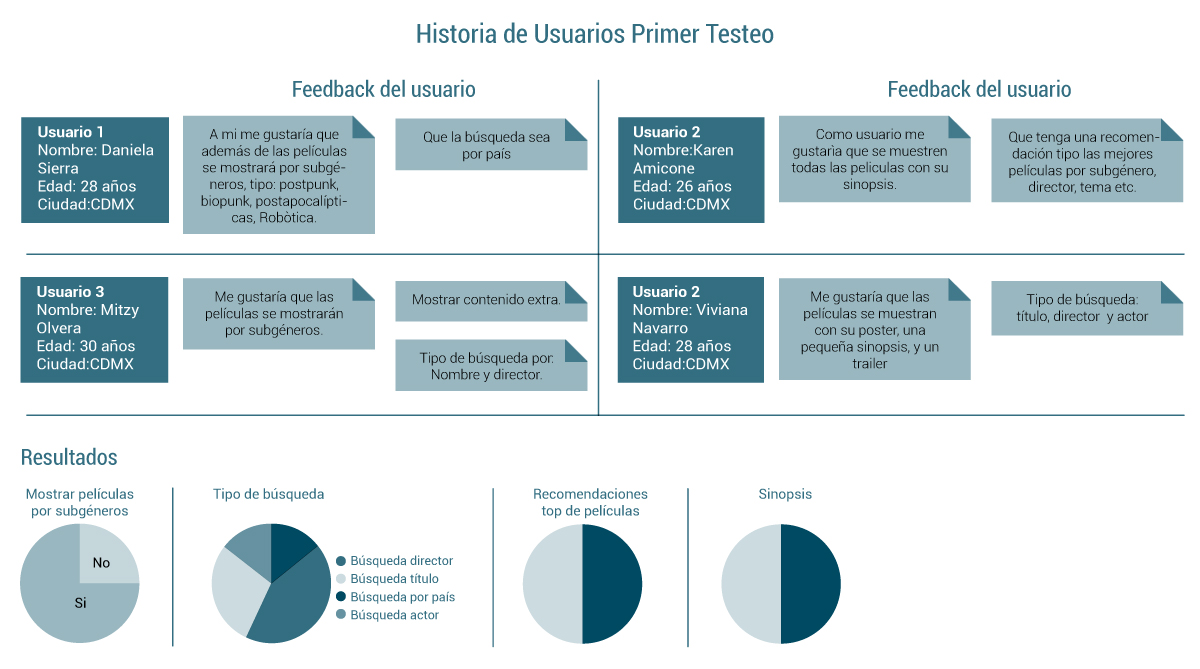 Historia de Usuarios Primer Testeo
Feedback del usuario
Usuario 1
Nombre: Daniela
Sierra
Edad: 28 años
Ciudad:CDMX
A mi me gustaría que
además de las películas
se mostrará por subgé-
neros, tipo: postpunk,
biopunk, postapocalípti-
cas, Robòtica.
Que la búsqueda sea
por país
Feedback del usuario
Usuario 2
Nombre:Karen
Amicone
Edad: 26 años
Ciudad:CDMX
Como usuario me
gustarìa que se muestren
todas las peliculas con su
sinopsis.
Que tenga una recomen-
dación tipo las mejores
películas por subgénero,
director, tema etc.
Usuario 3
Nombre: Mitzy
Olvera
Edad: 30 años
Ciudad:CDMX
Me gustaría que las
películas se mostrarán
por subgéneros.
Mostrar contenido extra.
Tipo de búsqueda por:
Nombre y director.
Usuario 2
Nombre: Viviana
Navarro
Edad: 28 años
Ciudad:CDMX
Me gustaría que las
películas se muestran
con su poster, una
pequeña sinopsis, y un
trailer
Tipo de búsqueda:
título, director y actor
Resultados
Mostrar películas
por subgéneros
No
Si
Tipo de búsqueda
Búsqueda director
Búsqueda título
Búsqueda por país
Búsqueda actor
Recomendaciones
top de películas
Sinopsis